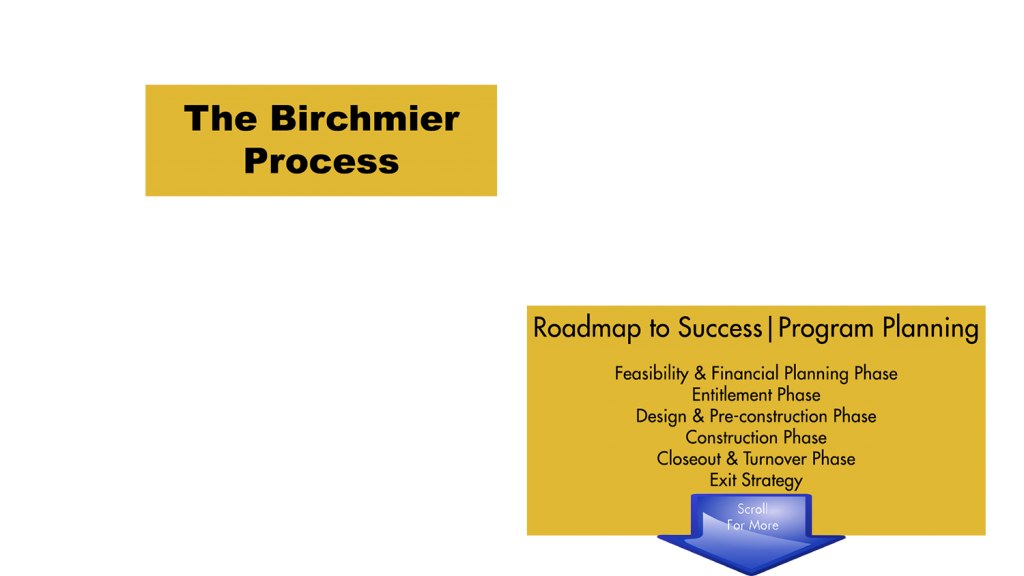 The Birchmier
Process
Roadmap to Success|Program Planning
Feasibility & Financial Planning Phase
Entitlement Phase
Design & Pre-construction Phase
Construction Phase
Closeout & Turnover Phase
Exit Strategy
Scroll
For More